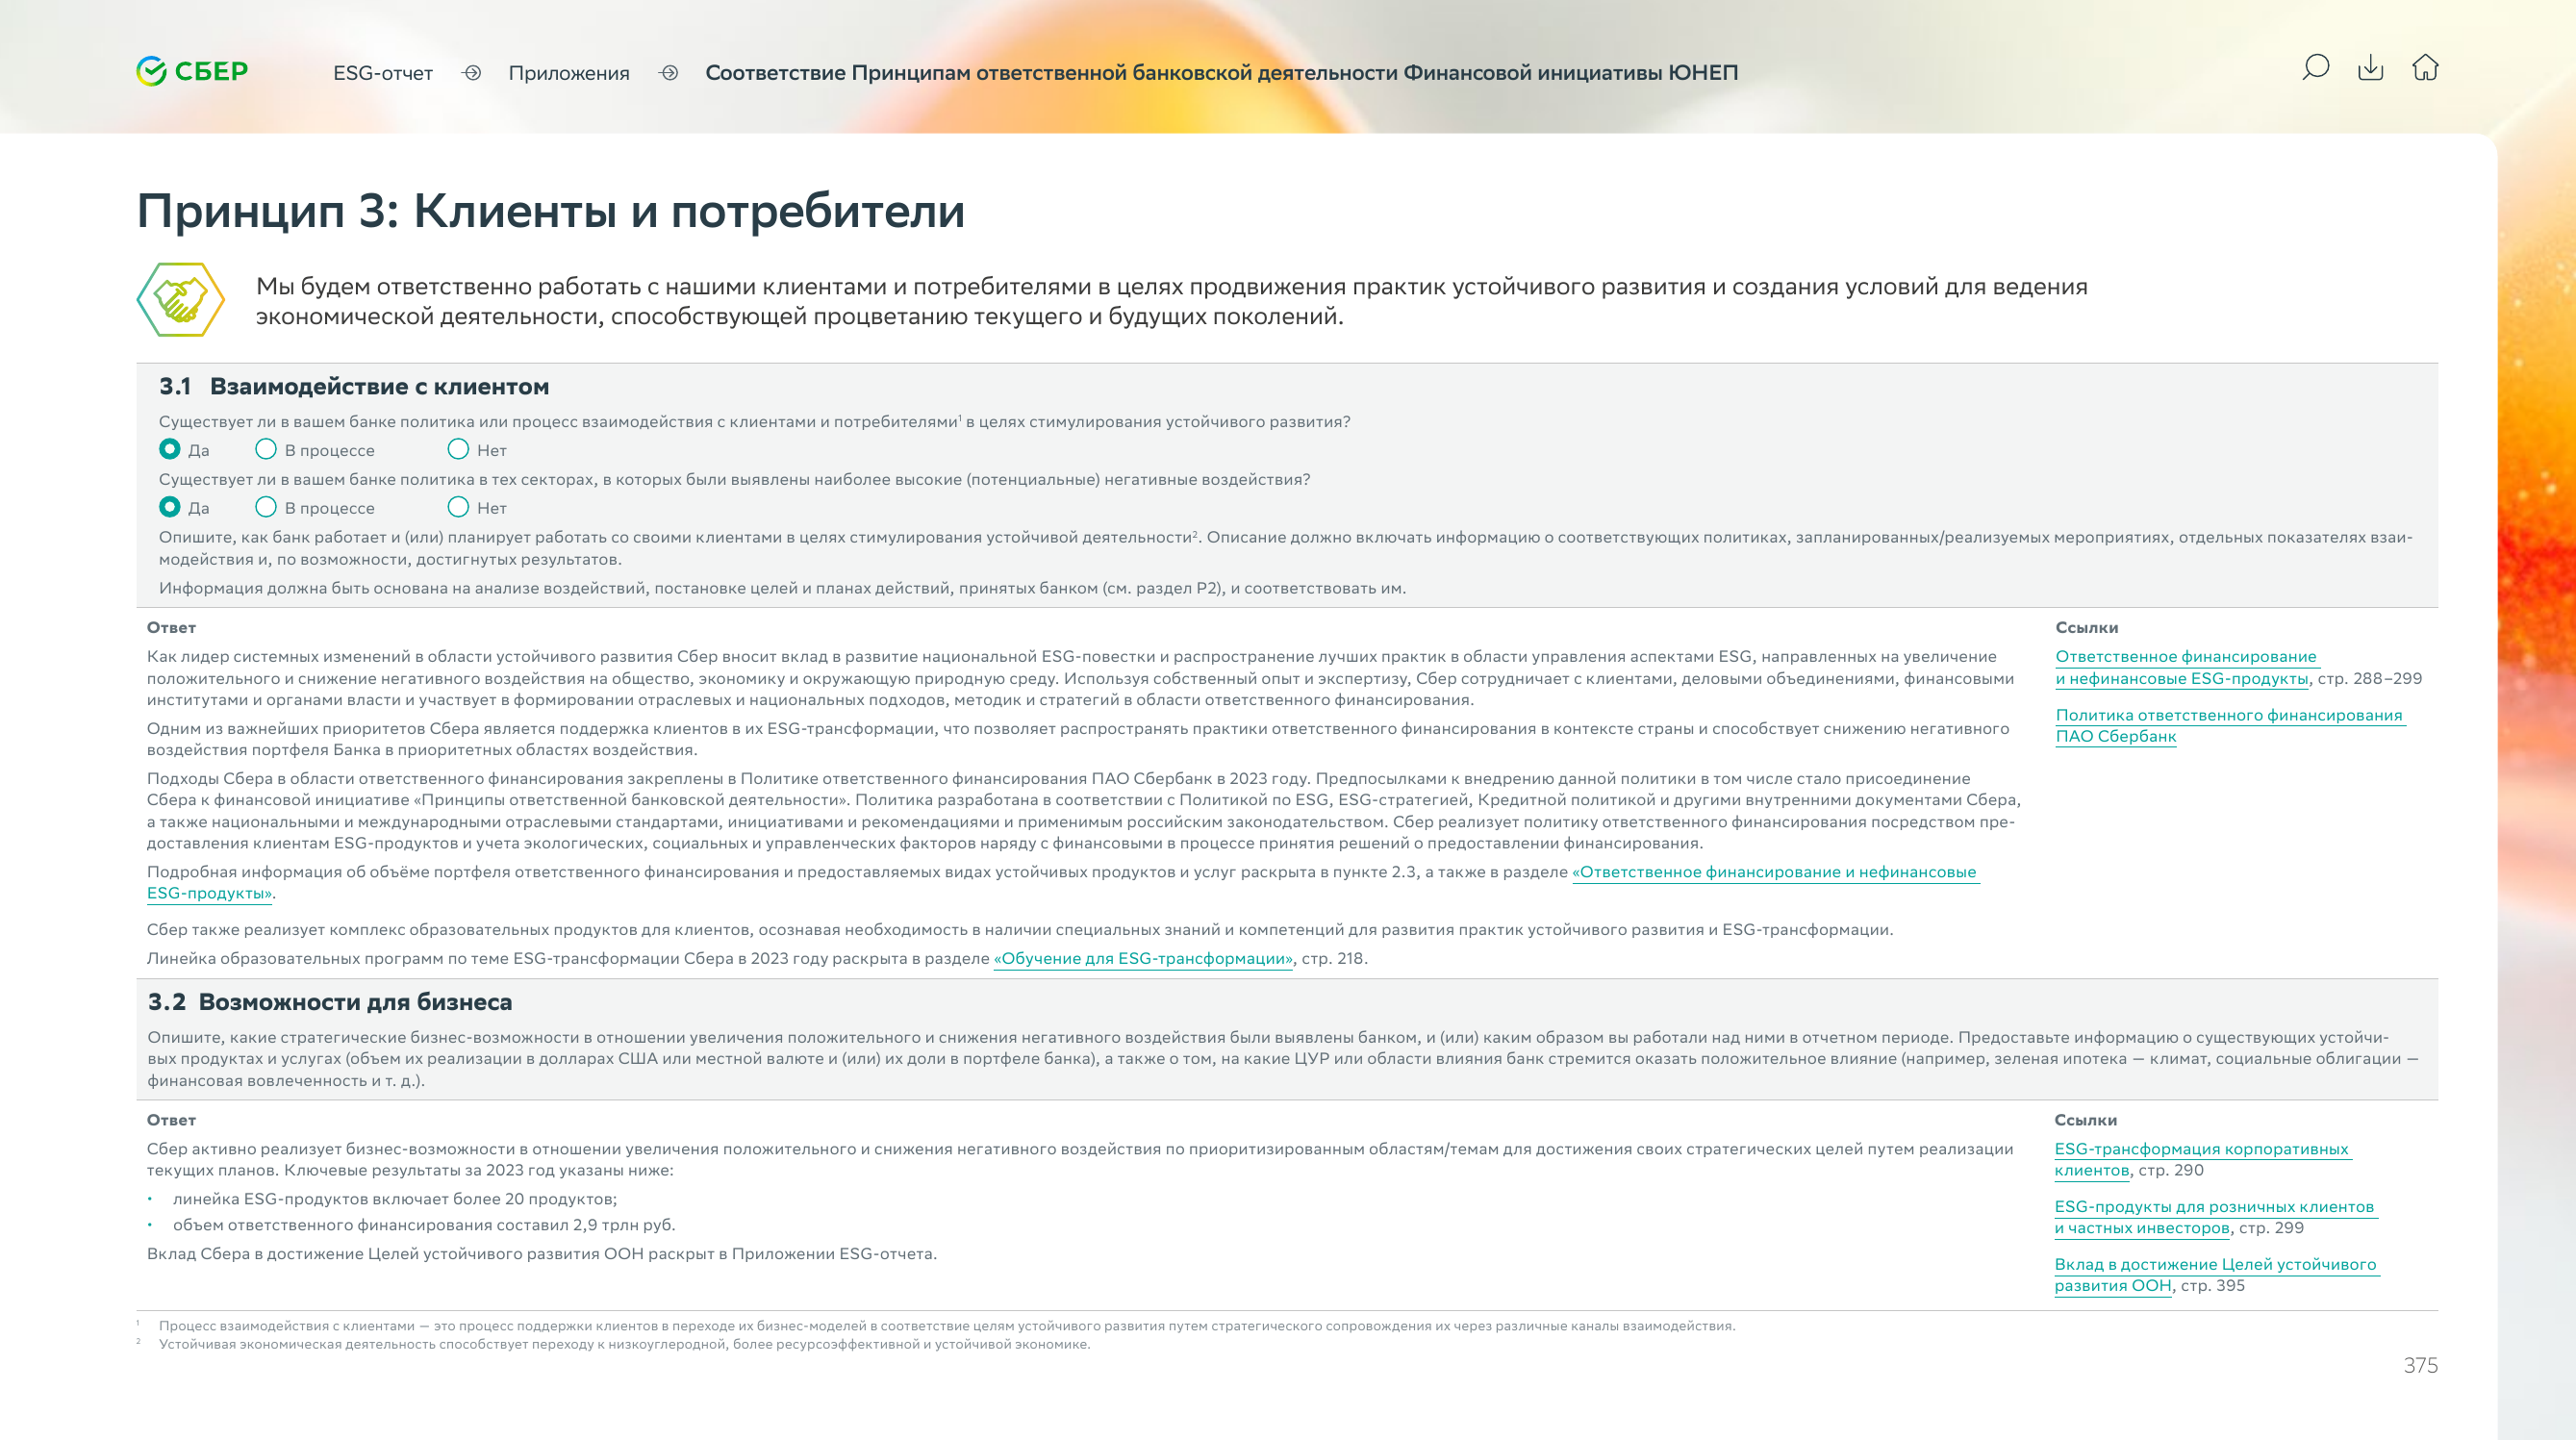 СБЕР
ESG-отчет
Приложения
Соответствие Принципам ответственной банковской деятельности Финансовой инициативы ЮНЕП
Принцип 3: Клиенты и потребители
Мы будем ответственно работать с нашими клиентами и потребителями в целях продвижения практик устойчивого развития и создания условий для ведения
экономической деятельности, способствующей процветанию текущего и будущих поколений.
3.1 Взаимодействие с клиентом
Существует ли в вашем банке политика или процесс взаимодействия с клиентами и потребителями¹ в целях стимулирования устойчивого развития?
Да В процессе Нет
Существует ли в вашем банке политика в тех секторах, в которых были выявлены наиболее высокие (потенциальные) негативные воздействия?
Да В процессе Нет
Опишите, как банк работает и (или) планирует работать со своими клиентами в целях стимулирования устойчивой деятельности². Описание должно включать информацию о соответствующих политиках, запланированных/реализуемых мероприятиях, отдельных показателях взаи-
модействия и, по возможности, достигнутых результатов.
Информация должна быть основана на анализе воздействий, постановке целей и планах действий, принятых банком (см. раздел P2), и соответствовать им.
Ответ
Как лидер системных изменений в области устойчивого развития Сбер вносит вклад в развитие национальной ESG-повестки и распространение лучших практик в области управления аспектами ESG, направленных на увеличение
положительного и снижение негативного воздействия на общество, экономику и окружающую природную среду. Используя собственный опыт и экспертизу, Сбер сотрудничает с клиентами, деловыми объединениями, финансовыми
институтами и органами власти и участвует в формировании отраслевых и национальных подходов, методик и стратегий в области ответственного финансирования.
Одним из важнейших приоритетов Сбера является поддержка клиентов в их ESG-трансформации, что позволяет распространять практики ответственного финансирования в контексте страны и способствует снижению негативного
воздействия портфеля Банка в приоритетных областях воздействия.
Подходы Сбера в области ответственного финансирования закреплены в Политике ответственного финансирования ПАО Сбербанк в 2023 году. Предпосылками к внедрению данной политики в том числе стало присоединение
Сбера к финансовой инициативе «Принципы ответственной банковской деятельности». Политика разработана в соответствии с Политикой по ESG, ESG-стратегией, Кредитной политикой и другими внутренними документами Сбера,
а также национальными и международными отраслевыми стандартами, инициативами и рекомендациями и применимым российским законодательством. Сбер реализует политику ответственного финансирования посредством пре-
доставления клиентам ESG-продуктов и учета экологических, социальных и управленческих факторов наряду с финансовыми в процессе принятия решений о предоставлении финансирования.
Подробная информация об объёме портфеля ответственного финансирования и предоставляемых видах устойчивых продуктов и услуг раскрыта в пункте 2.3, а также в разделе «Ответственное финансирование и нефинансовые
ESG-продукты».
Сбер также реализует комплекс образовательных продуктов для клиентов, осознавая необходимость в наличии специальных знаний и компетенций для развития практик устойчивого развития и ESG-трансформации.
Линейка образовательных программ по теме ESG-трансформации Сбера в 2023 году раскрыта в разделе «Обучение для ESG-трансформации», стр. 218.
Ссылки
Ответственное финансирование
и нефинансовые ESG-продукты, стр. 288–299
Политика ответственного финансирования
ПАО Сбербанк
3.2 Возможности для бизнеса
Опишите, какие стратегические бизнес-возможности в отношении увеличения положительного и снижения негативного воздействия были выявлены банком, и (или) каким образом вы работали над ними в отчетном периоде. Предоставьте информацию о существующих устойчи-
вых продуктах и услугах (объем их реализации в долларах США или местной валюте и (или) их доли в портфеле банка), а также о том, на какие ЦУР или области влияния банк стремится оказать положительное влияние (например, зеленая ипотека — климат, социальные облигации —
финансовая вовлеченность и т. д.).
Ответ
Сбер активно реализует бизнес-возможности в отношении увеличения положительного и снижения негативного воздействия по приоритизированным областям/темам для достижения своих стратегических целей путем реализации
текущих планов. Ключевые результаты за 2023 год указаны ниже:
• линейка ESG-продуктов включает более 20 продуктов;
• объем ответственного финансирования составил 2,9 трлн руб.
Вклад Сбера в достижение Целей устойчивого развития ООН раскрыт в Приложении ESG-отчета.
Ссылки
ESG-трансформация корпоративных
клиентов, стр. 290
ESG-продукты для розничных клиентов
и частных инвесторов, стр. 299
Вклад в достижение Целей устойчивого
развития ООН, стр. 395
¹ Процесс взаимодействия с клиентами — это процесс поддержки клиентов в переходе их бизнес-моделей в соответствие целям устойчивого развития путем стратегического сопровождения их через различные каналы взаимодействия.
² Устойчивая экономическая деятельность способствует переходу к низкоуглеродной, более ресурсоэффективной и устойчивой экономике.
375